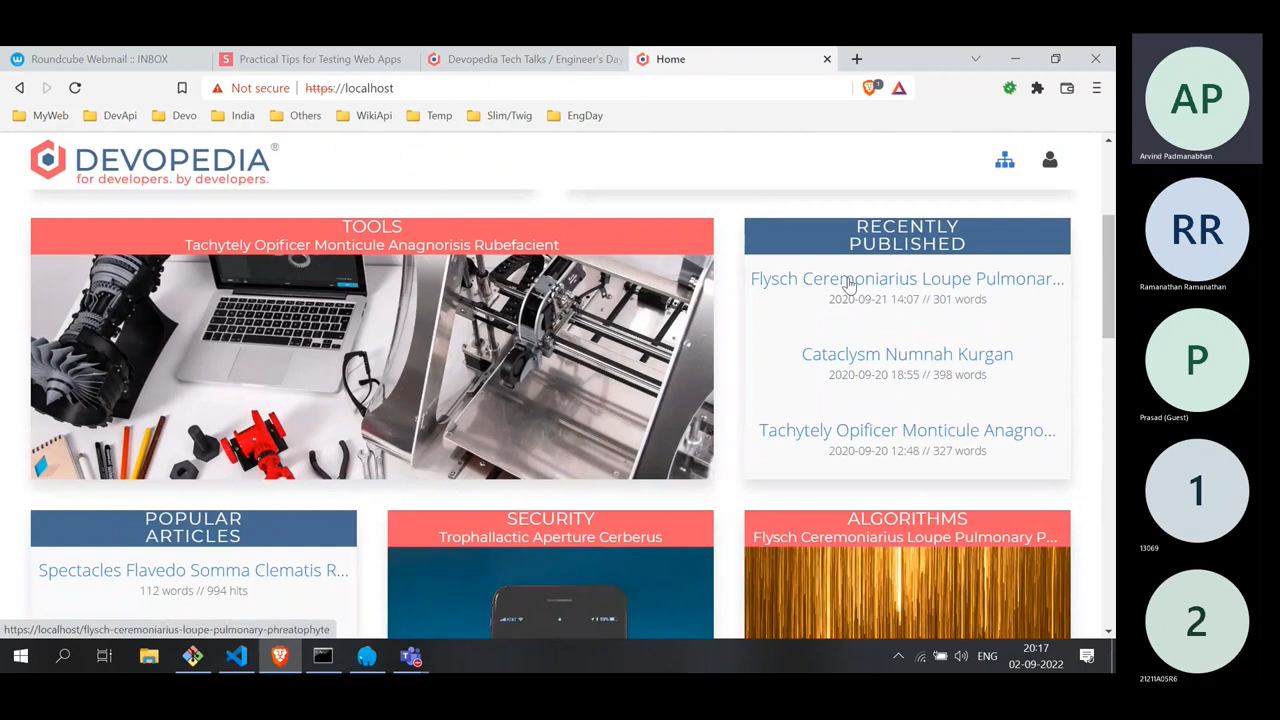 Roundcube Webmail :: INBOX
Practical Tips for Testing Web Apps
Devopedia Tech Talks / Engineer's Day
Home
Not secure
https://localhost
1
MyWeb
DevApi
Devo
India
Others
WikiApi
Temp
Slim/Twig
EngDay
DEVOPEDIA®
for developers. by developers.
TOOLS
Tachytely Opificer Monticule Anagnorisis Rubefacient
RECENTLY
PUBLISHED
Flysch Ceremoniarius Loupe Pulmonar...
2020-09-21 14:07 // 301 words
Cataclysm Numnah Kurgan
2020-09-20 18:55 // 398 words
Tachytely Opificer Monticule Anagno...
2020-09-20 12:48 // 327 words
POPULAR
ARTICLES
Spectacles Flavedo Somma Clematis R...
112 words // 994 hits
SECURITY
Trophallactic Aperture Cerberus
ALGORITHMS
Flysch Ceremoniarius Loupe Pulmonary P...
https://localhost/flysch-ceremoniarius-loupe-pulmonary-phreatophyte
ENG
20:17
02-09-2022
AP
Arvind Padmanabhan
RR
Ramanathan Ramanathan
P
Prasad (Guest)
1
13069
2
21211A05R6